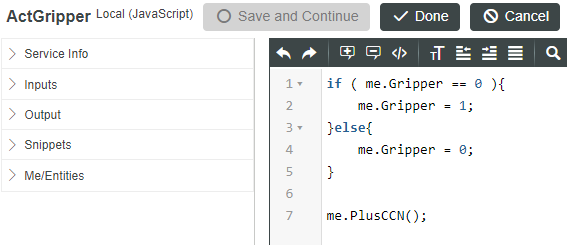 ActGripper Local (JavaScript) Save and Continue Done Cancel
Service Info
Inputs
Output
Snippets
Me/Entities
1 if ( me.Gripper == 0 ){
2     me.Gripper = 1;
3 }else{
4     me.Gripper = 0;
5 }
6
7 me.PlusCCN();